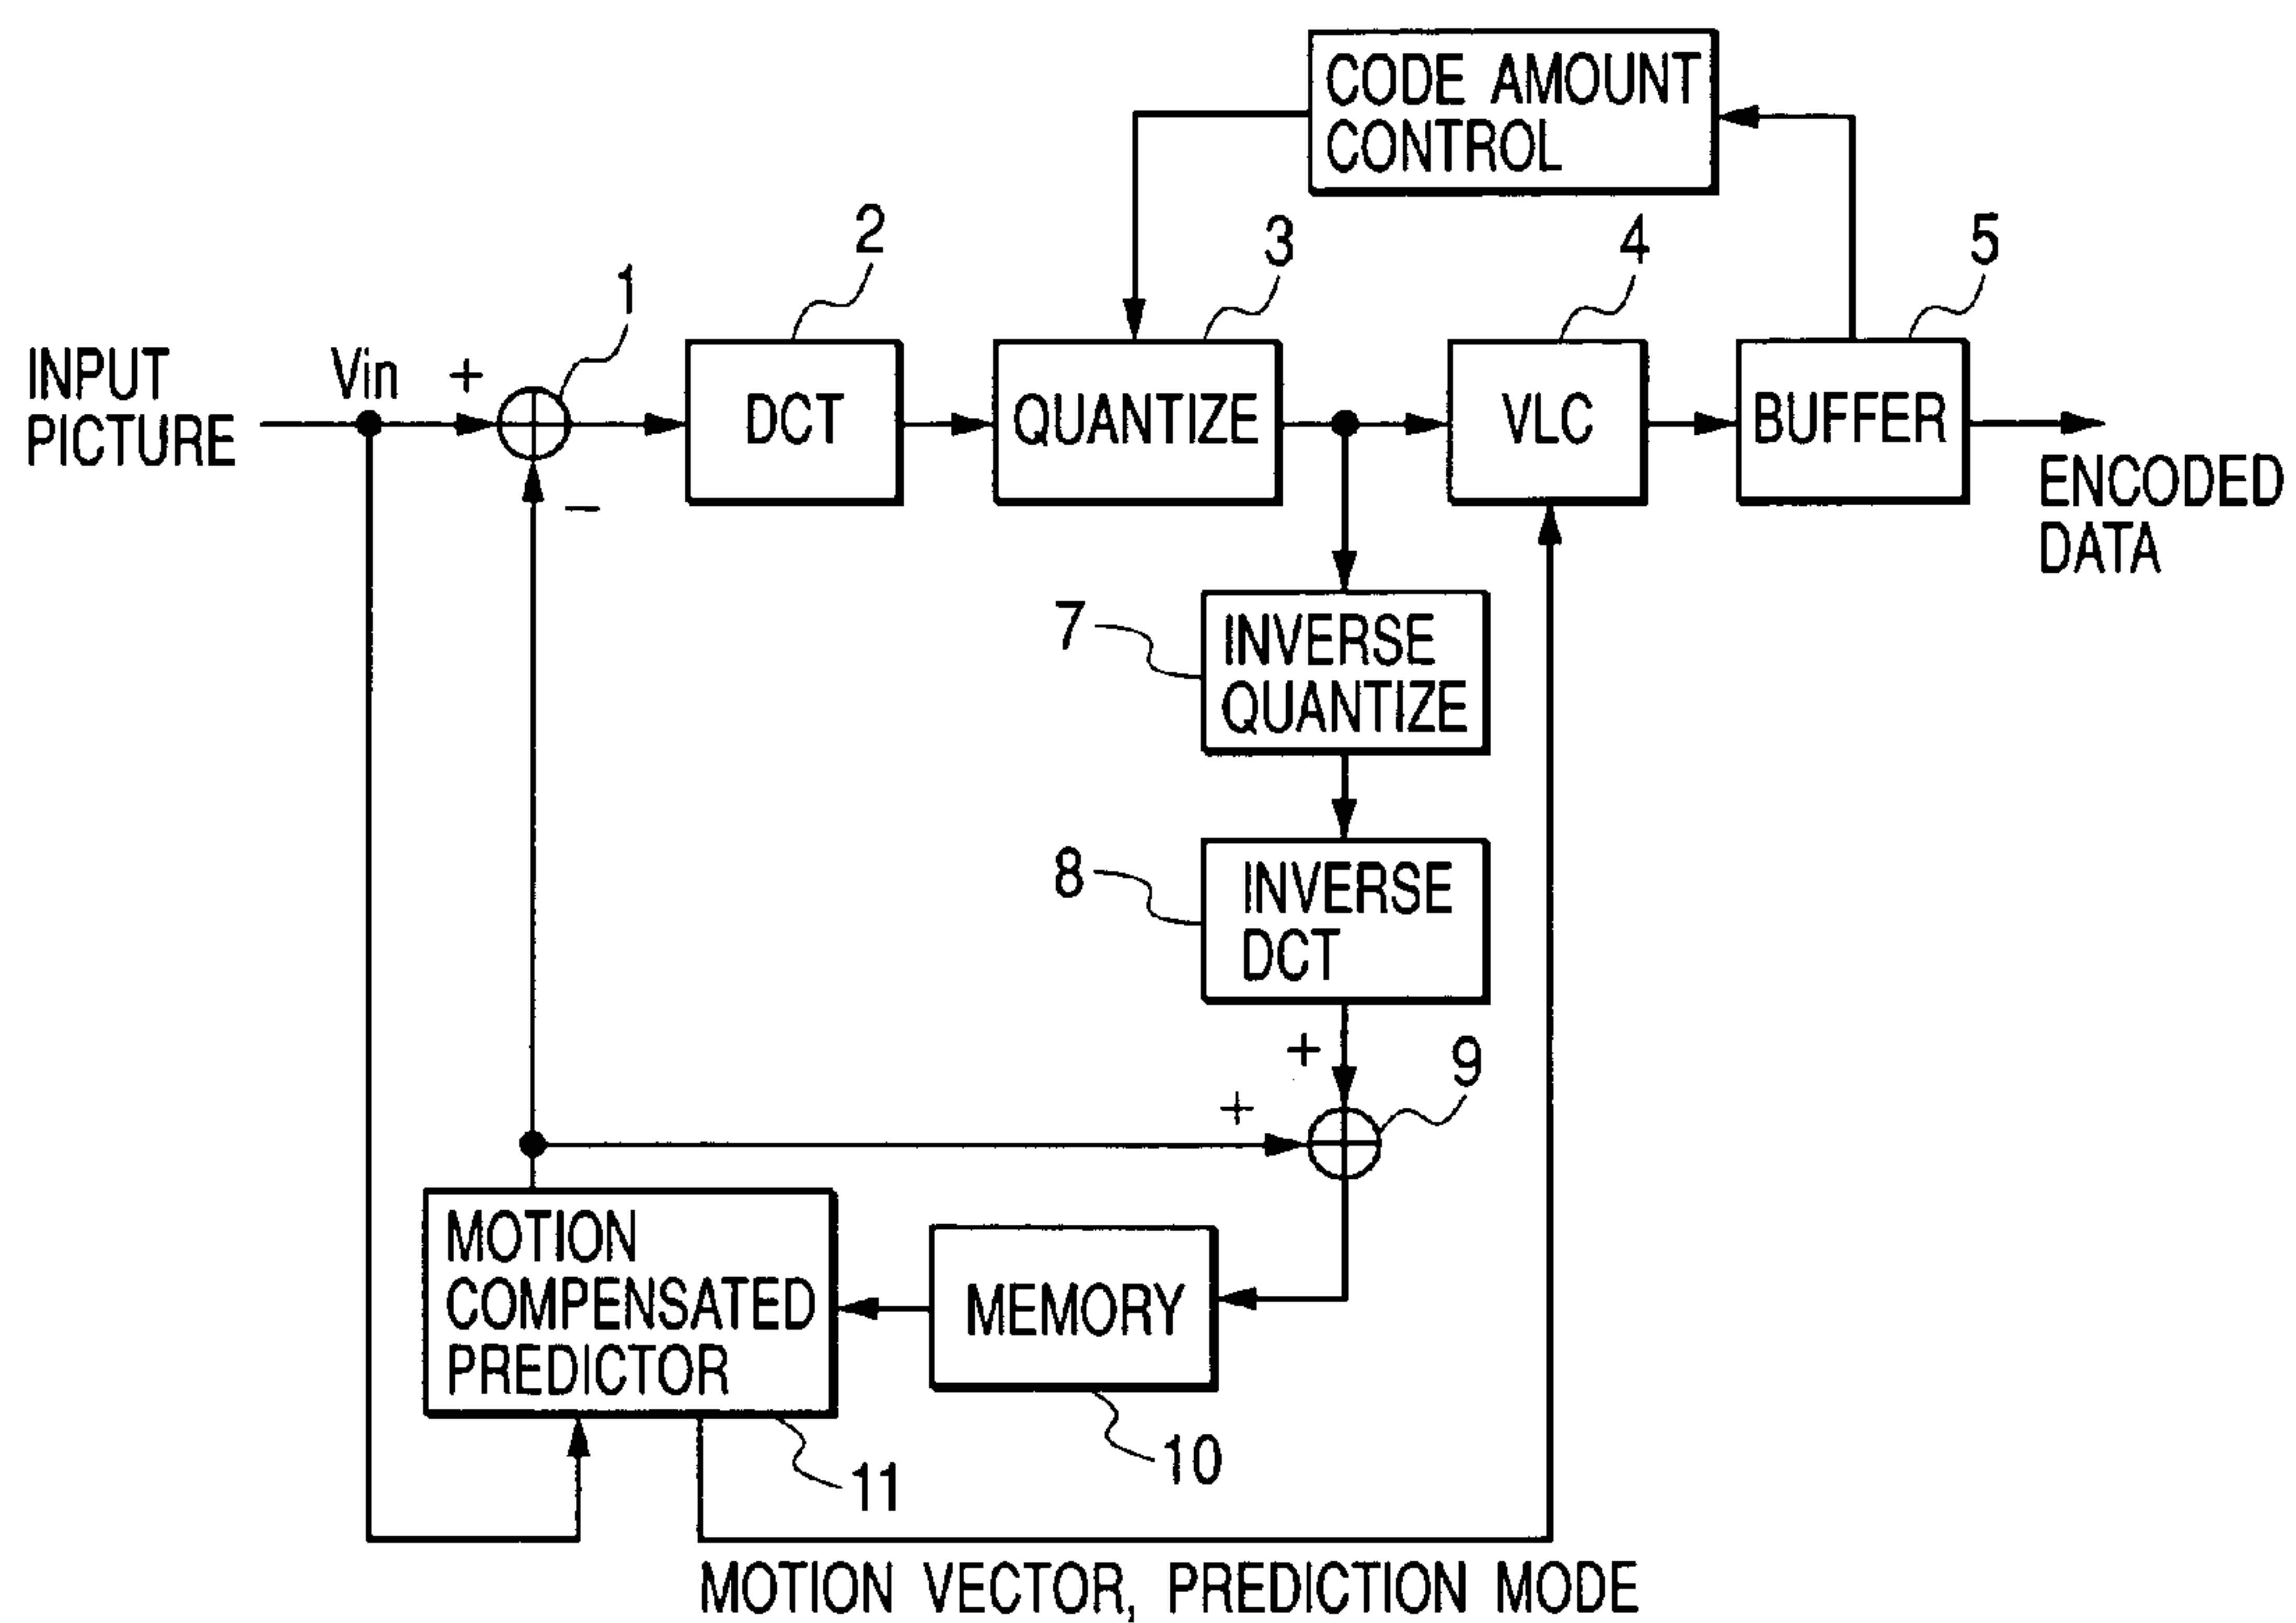 CODE AMOUNT
CONTROL
2
3
4
5
1
INPUT
PICTURE
Vin
+
−
DCT
QUANTIZE
VLC
BUFFER
ENCODED
DATA
7
INVERSE
QUANTIZE
8
INVERSE
DCT
+
+
9
MOTION
COMPENSATED
PREDICTOR
MEMORY
10
11
MOTION VECTOR, PREDICTION MODE